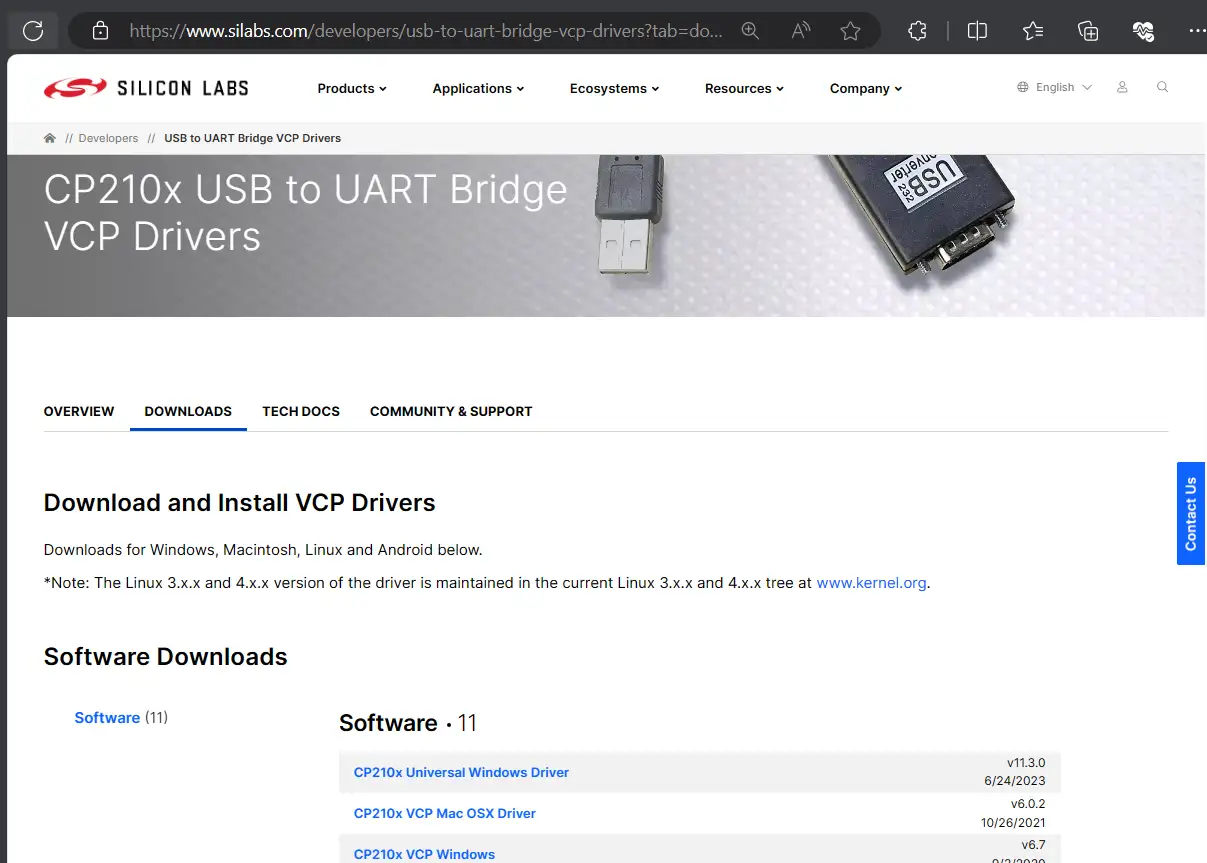 https://www.silabs.com/developers/usb-to-uart-bridge-vcp-drivers?tab=do...
SILICON LABS
Products
Applications
Ecosystems
Resources
Company
English
// Developers // USB to UART Bridge VCP Drivers
CP210x USB to UART Bridge
VCP Drivers
USB
232
Converter
OVERVIEW
DOWNLOADS
TECH DOCS
COMMUNITY & SUPPORT
Contact Us
Download and Install VCP Drivers
Downloads for Windows, Macintosh, Linux and Android below.
*Note: The Linux 3.x.x and 4.x.x version of the driver is maintained in the current Linux 3.x.x and 4.x.x tree at www.kernel.org.
Software Downloads
Software (11)
Software • 11
CP210x Universal Windows Driver
v11.3.0
6/24/2023
CP210x VCP Mac OSX Driver
v6.0.2
10/26/2021
CP210x VCP Windows
v6.7